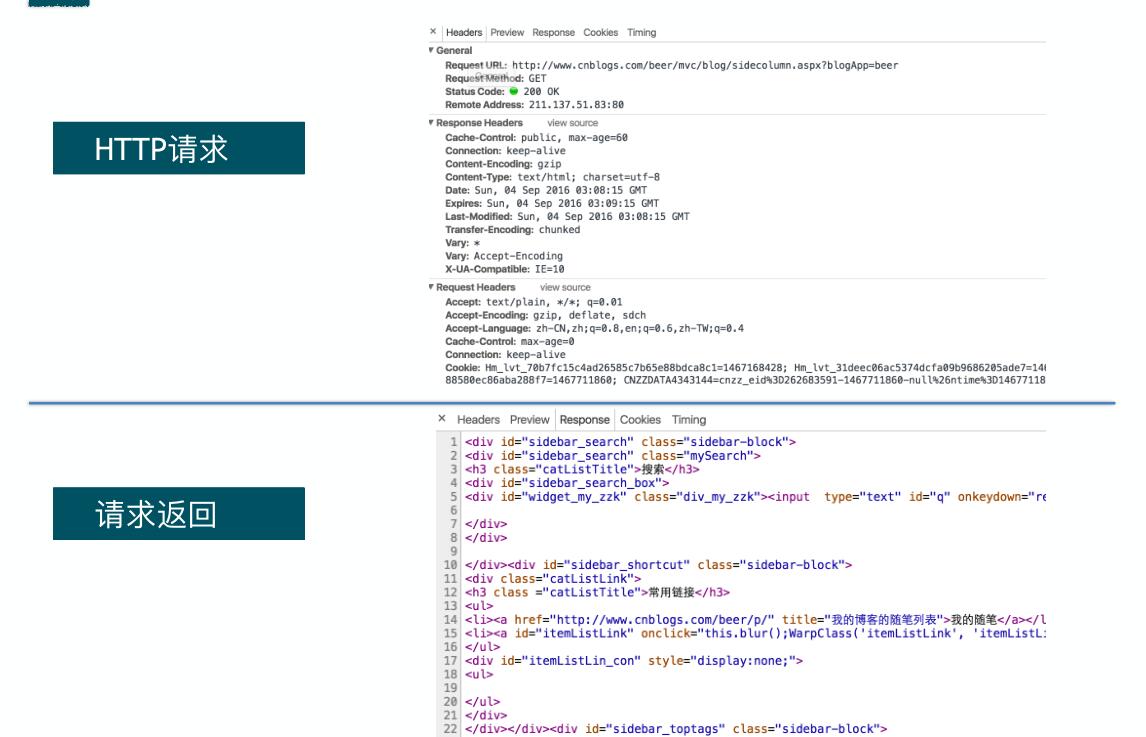 × Headers Preview Response Cookies Timing
▼ General
Request URL: http://www.cnblogs.com/beer/mvc/blog/sidecolumn.aspx?blogApp=beer
Request Method: GET
Status Code: 200 OK
Remote Address: 211.137.51.83:80
▼ Response Headers view source
Cache-Control: public, max-age=60
Connection: keep-alive
Content-Encoding: gzip
Content-Type: text/html; charset=utf-8
Date: Sun, 04 Sep 2016 03:08:15 GMT
Expires: Sun, 04 Sep 2016 03:09:15 GMT
Last-Modified: Sun, 04 Sep 2016 03:08:15 GMT
Transfer-Encoding: chunked
Vary: *
Vary: Accept-Encoding
X-UA-Compatible: IE=10
▼ Request Headers view source
Accept: text/plain, */*; q=0.01
Accept-Encoding: gzip, deflate, sdch
Accept-Language: zh-CN,zh;q=0.8,en;q=0.6,zh-TW;q=0.4
Cache-Control: max-age=0
Connection: keep-alive
Cookie: Hm_lvt_70b7fc15c4ad26585c7b65e88bdca8c1=1467168428; Hm_lvt_31deec06ac5374dcfa09b9686205ade7=146
88580ec86aba288f7=1467711860; CNZZDATA4343144=cnzz_eid%3D262683591-1467711860-null%26ntime%3D14677118
HTTP请求
× Headers Preview Response Cookies Timing
1 <div id="sidebar_search" class="sidebar-block">
2 <div id="sidebar_search" class="mySearch">
3 <h3 class="catListTitle">搜索</h3>
4 <div id="sidebar_search_box">
5 <div id="widget_my_zzk" class="div_my_zzk"><input type="text" id="q" onkeydown="re
6
7 </div>
8 </div>
9
10 </div><div id="sidebar_shortcut" class="sidebar-block">
11 <div class="catListLink">
12 <h3 class ="catListTitle">常用链接</h3>
13 <ul>
14 <li><a href="http://www.cnblogs.com/beer/p/" title="我的博客的随笔列表">我的随笔</a></l
15 <li><a id="itemListLink" onclick="this.blur();WarpClass('itemListLink', 'itemListLi
16 </ul>
17 <div id="itemListLin_con" style="display:none;">
18 <ul>
19
20 </ul>
21 </div>
22 </div></div><div id="sidebar_toptags" class="sidebar-block">
请求返回